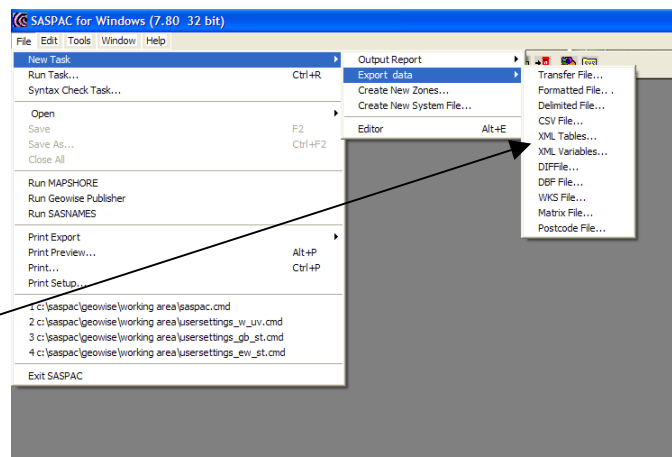 SASPAC for Windows (7.80 32 bit)
File Edit Tools Window Help
New Task
Run Task... Ctrl+R
Syntax Check Task...
Open
Save F2
Save As... Ctrl+F2
Close All
Run MAPSHORE
Run Geowise Publisher
Run SASNAMES
Print Export
Print Preview... Alt+P
Print... Ctrl+P
Print Setup...
1 c:\saspac\geowise\working area\saspac.cmd
2 c:\saspac\geowise\working area\usersettings_w_uv.cmd
3 c:\saspac\geowise\working area\usersettings_gb_st.cmd
4 c:\saspac\geowise\working area\usersettings_ew_st.cmd
Exit SASPAC
Output Report
Export data
Create New Zones...
Create New System File...
Editor Alt+E
Transfer File...
Formatted File...
Delimited File...
CSV File...
XML Tables...
XML Variables...
DIFFile...
DBF File...
WKS File...
Matrix File...
Postcode File...